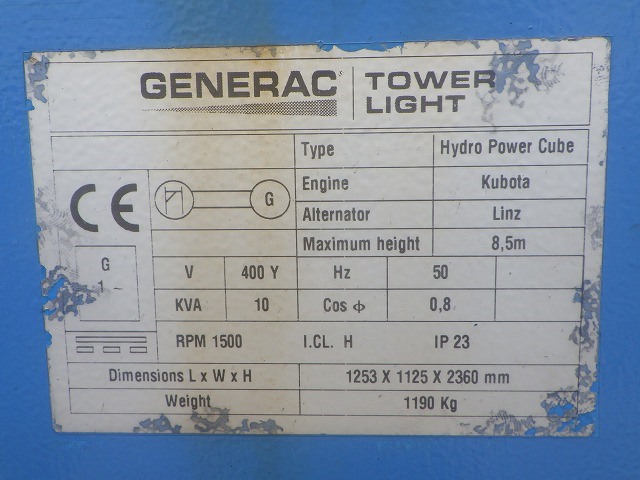 GENERAC® TOWER LIGHT
Type Hydro Power Cube
Engine Kubota
Alternator Linz
Maximum height 8,5m
CE
G
G
1 ~
V 400 Y Hz 50
KVA 10 Cos ϕ 0,8
RPM 1500 I.CL. H IP 23
Dimensions L x W x H 1253 X 1125 X 2360 mm
Weight 1190 Kg